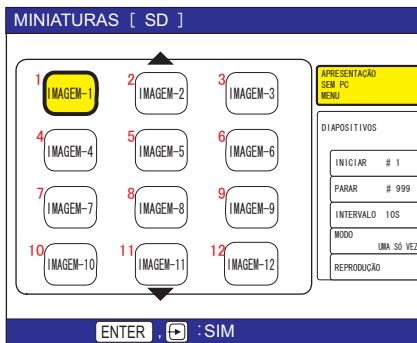 MINIATURAS [ SD ]
1 IMAGEM-1
2 IMAGEM-2
3 IMAGEM-3
4 IMAGEM-4
5 IMAGEM-5
6 IMAGEM-6
7 IMAGEM-7
8 IMAGEM-8
9 IMAGEM-9
10 IMAGEM-10
11 IMAGEM-11
12 IMAGEM-12
APRESENTAÇÃO
SEM PC
MENU
DIAPOSITIVOS
INICIAR # 1
PARAR # 999
INTERVALO 10S
MODO
UMA SÓ VEZ
REPRODUÇÃO
ENTER , :SIM